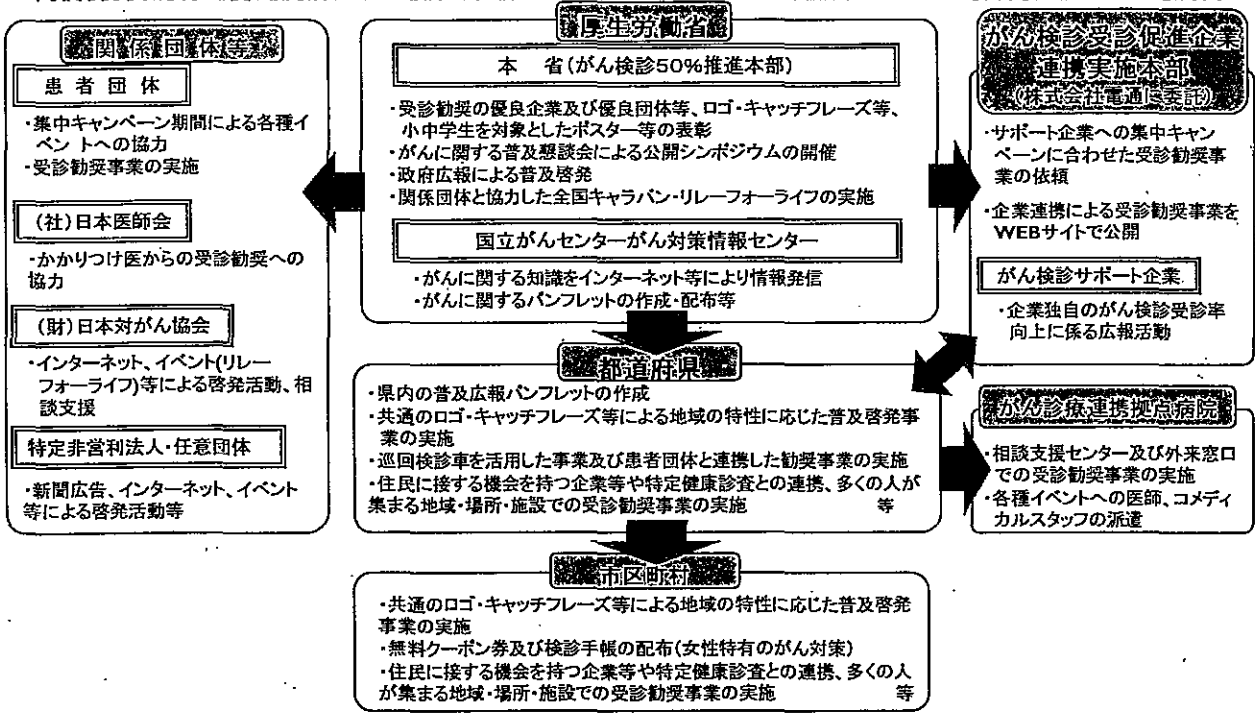 関係団体等
患者団体
・集中キャンペーン期間による各種イ
ベントへの協力
・受診勧奨事業の実施
(社)日本医師会
・かかりつけ医からの受診勧奨への
協力
(財)日本対がん協会
・インターネット、イベント(リレー
フォーライフ)等による啓発活動、相
談支援
特定非営利法人・任意団体
・新聞広告、インターネット、イベント
等による啓発活動等
厚生労働省
本 省(がん検診50%推進本部)
・受診勧奨の優良企業及び優良団体等、ロゴ・キャッチフレーズ等、
小中学生を対象としたポスター等の表彰
・がんに関する普及懇談会による公開シンポジウムの開催
・政府広報による普及啓発
・関係団体と協力した全国キャラバン・リレーフォーライフの実施
国立がんセンターがん対策情報センター
・がんに関する知識をインターネット等により情報発信
・がんに関するパンフレットの作成・配布等
がん検診受診促進企業
連携実施本部
(株式会社電通に委託)
・サポート企業への集中キャン
ペーンに合わせた受診勧奨事
業の依頼
・企業連携による受診勧奨事業を
WEBサイトで公開
がん検診サポート企業
・企業独自のがん検診受診率
向上に係る広報活動
都道府県
・県内の普及広報パンフレットの作成
・共通のロゴ・キャッチフレーズ等による地域の特性に応じた普及啓発事
業の実施
・巡回検診車を活用した事業及び患者団体と連携した勧奨事業の実施
・住民に接する機会を持つ企業等や特定健康診査との連携、多くの人が
集まる地域・場所・施設での受診勧奨事業の実施 等
がん診療連携拠点病院
・相談支援センター及び外来窓口
での受診勧奨事業の実施
・各種イベントへの医師、コメディ
カルスタッフの派遣
市区町村
・共通のロゴ・キャッチフレーズ等による地域の特性に応じた普及啓発
事業の実施
・無料クーポン券及び検診手帳の配布(女性特有のがん対策)
・住民に接する機会を持つ企業等や特定健康診査との連携、多くの人
が集まる地域・場所・施設での受診勧奨事業の実施 等